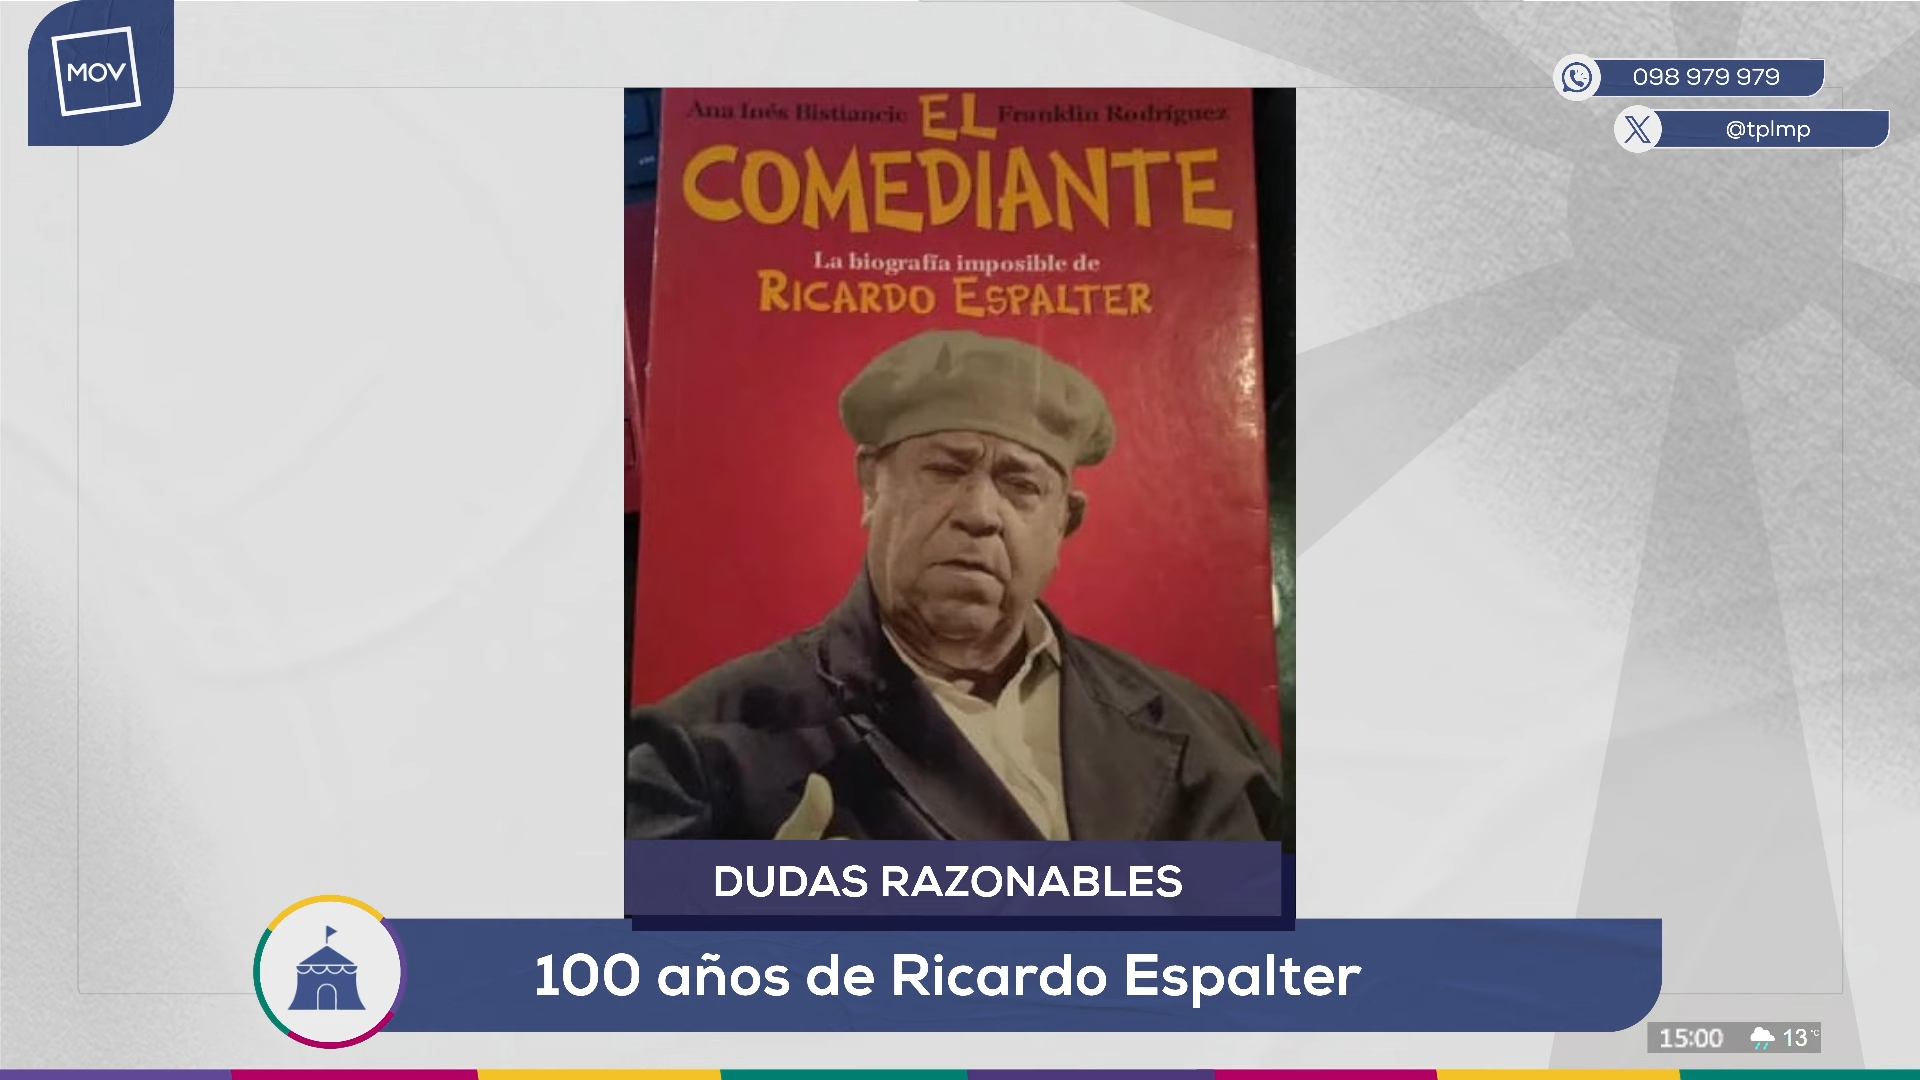 MOV
098 979 979
@tplmp
Ana Inés Bistiancic EL Franklin Rodríguez
COMEDIANTE
La biografía imposible de
RICARDO ESPALTER
DUDAS RAZONABLES
100 años de Ricardo Espalter
15:00 13°C